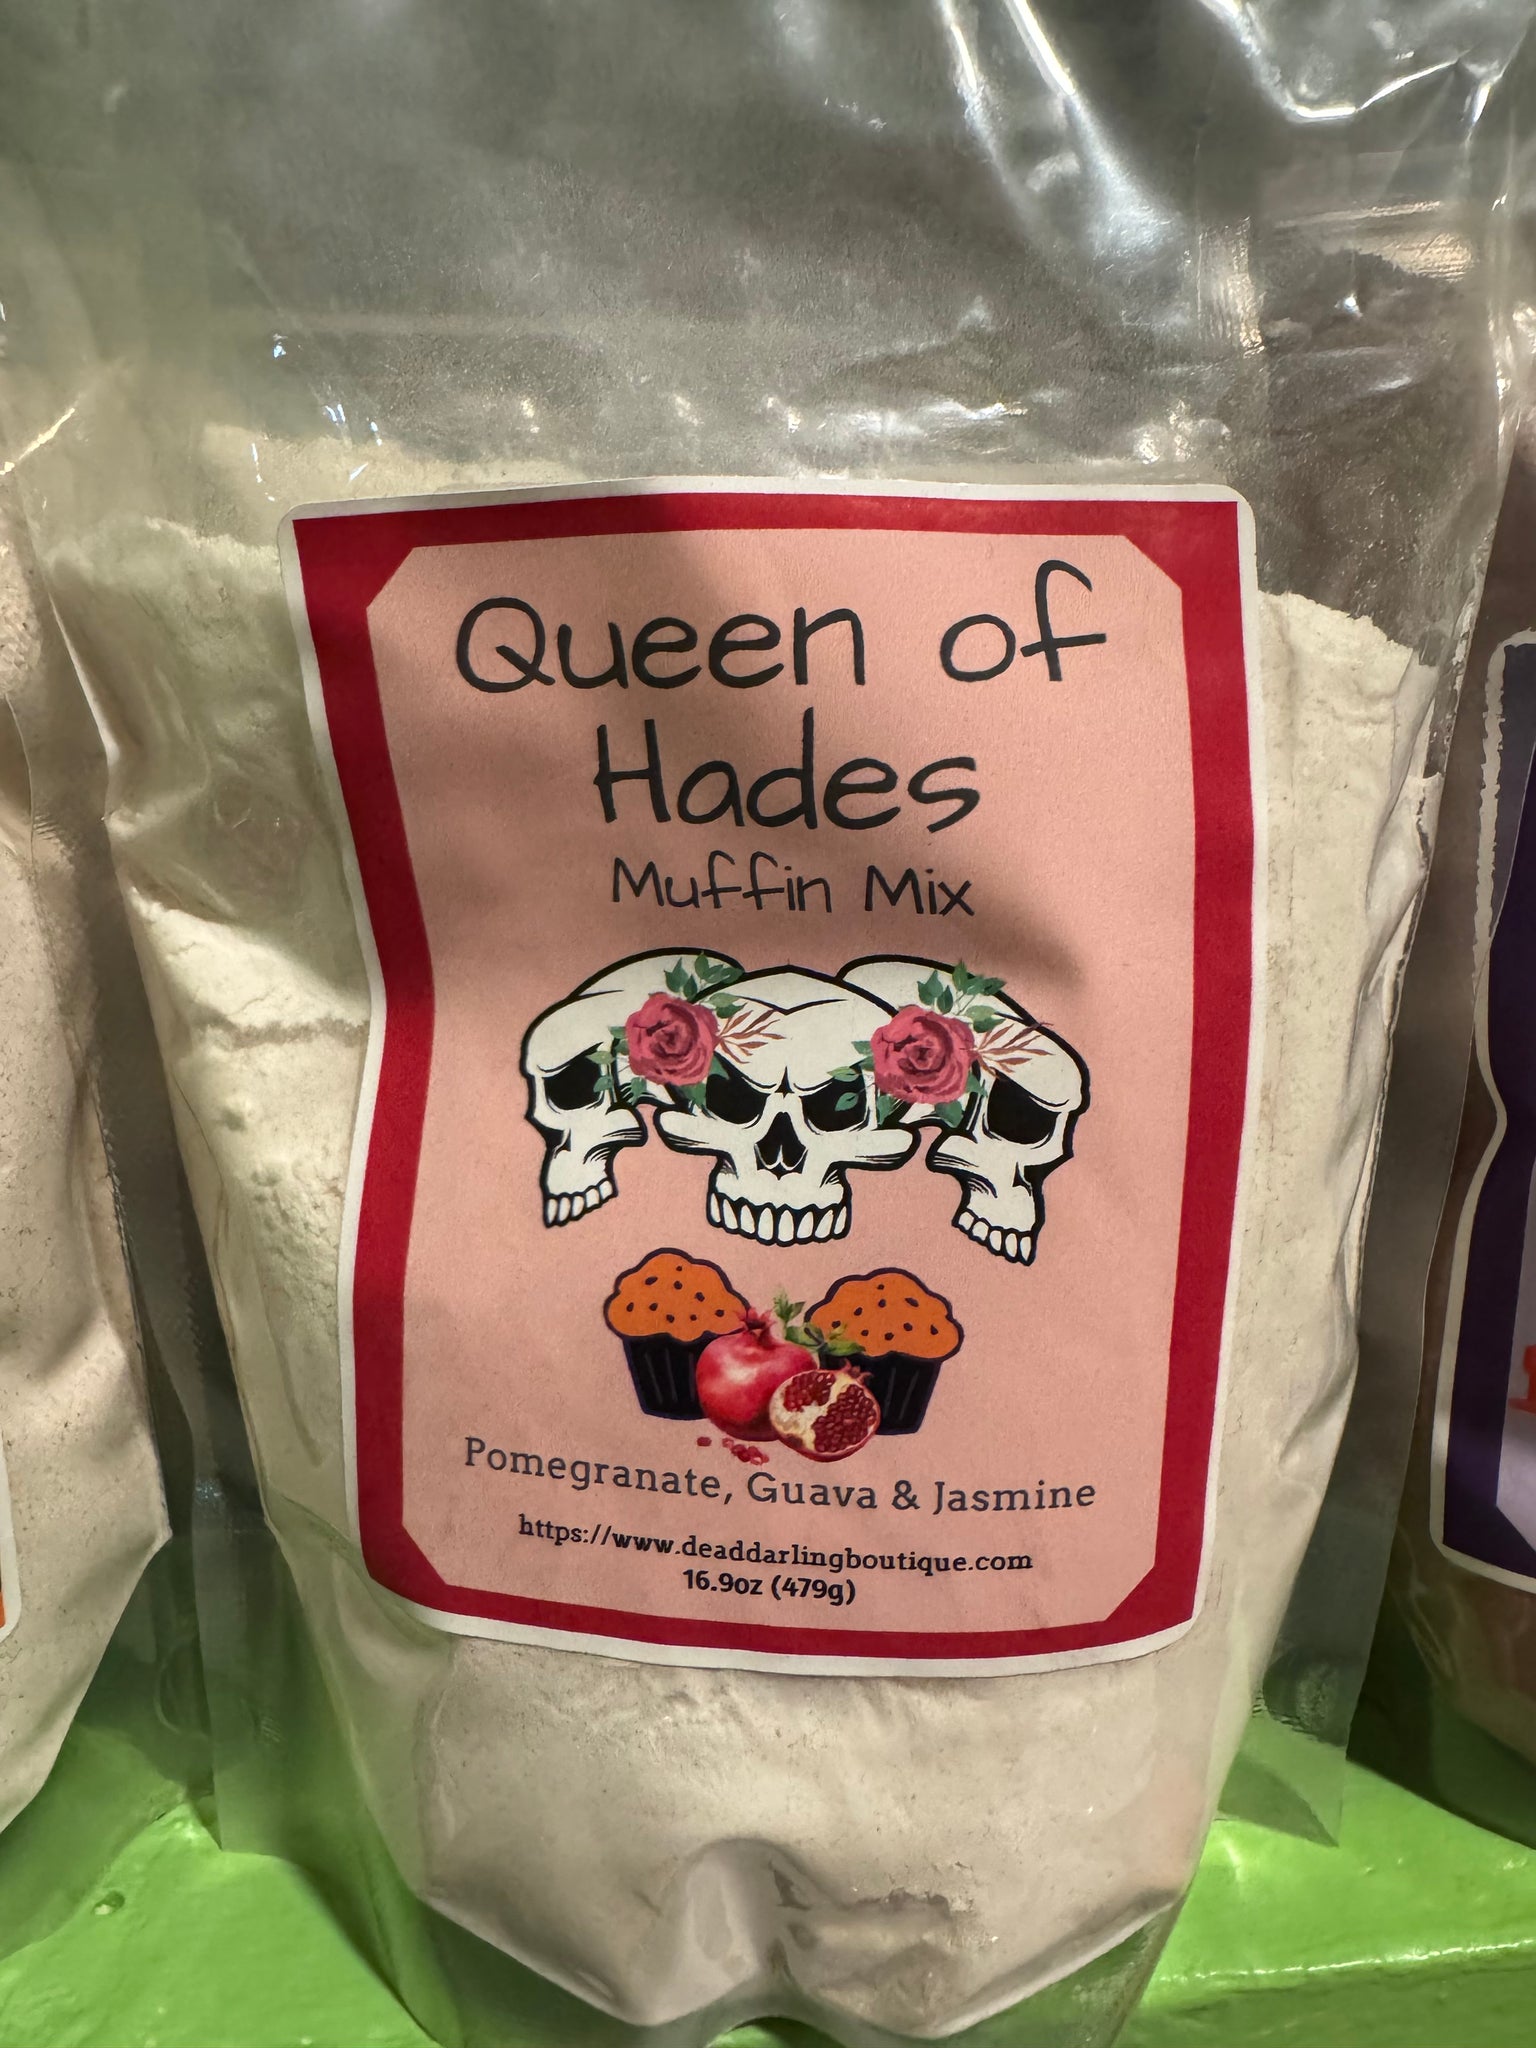 Queen of
Hades
Muffin Mix
Pomegranate, Guava & Jasmine
https://www.deaddarlingboutique.com
16.9oz (479g)